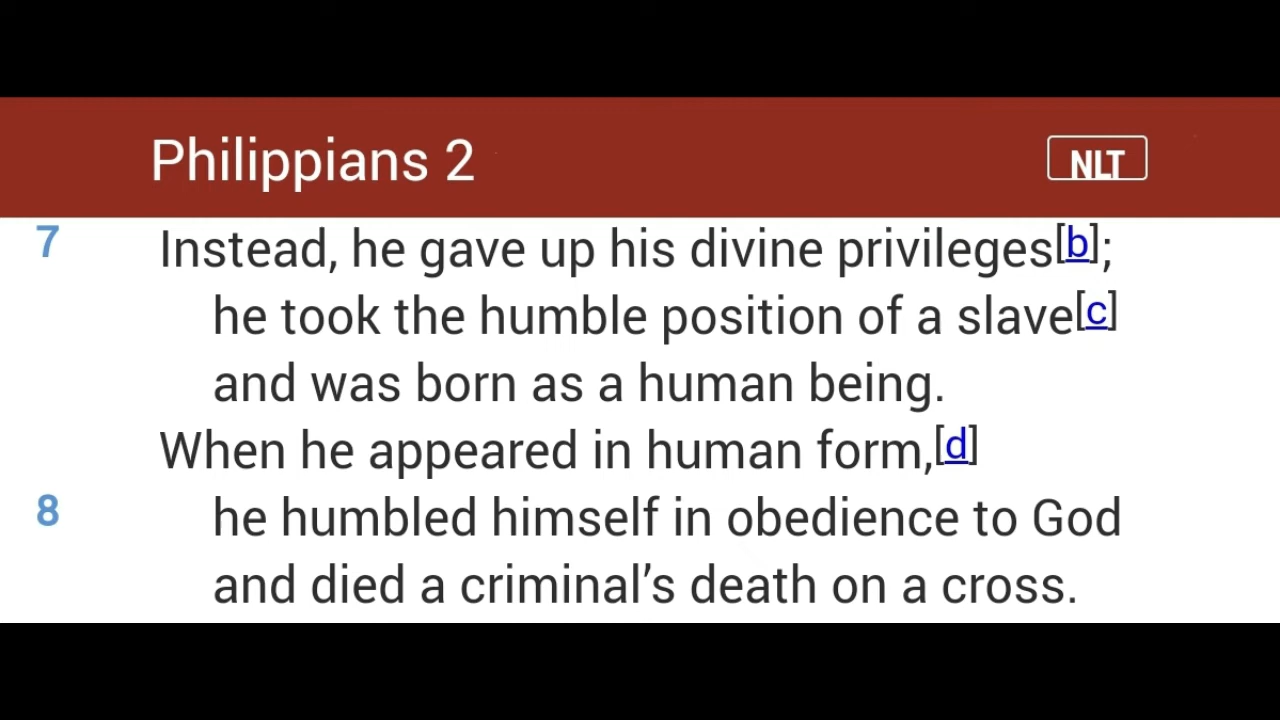 Philippians 2 NLT
7 Instead, he gave up his divine privileges[b];
he took the humble position of a slave[c]
and was born as a human being.
When he appeared in human form,[d]
8 he humbled himself in obedience to God
and died a criminal’s death on a cross.